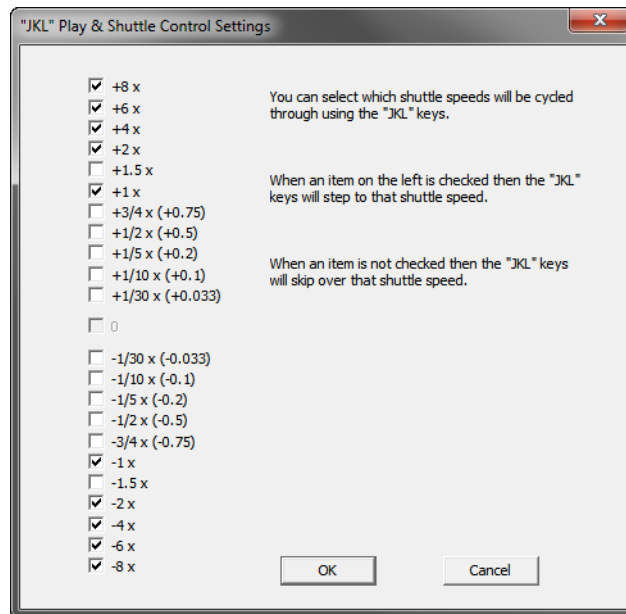 "JKL" Play & Shuttle Control Settings
+8 x
+6 x
+4 x
+2 x
+1.5 x
+1 x
+3/4 x (+0.75)
+1/2 x (+0.5)
+1/5 x (+0.2)
+1/10 x (+0.1)
+1/30 x (+0.033)
0
-1/30 x (-0.033)
-1/10 x (-0.1)
-1/5 x (-0.2)
-1/2 x (-0.5)
-3/4 x (-0.75)
-1 x
-1.5 x
-2 x
-4 x
-6 x
-8 x
You can select which shuttle speeds will be cycled
through using the "JKL" keys.
When an item on the left is checked then the "JKL"
keys will step to that shuttle speed.
When an item is not checked then the "JKL" keys
will skip over that shuttle speed.
OK
Cancel